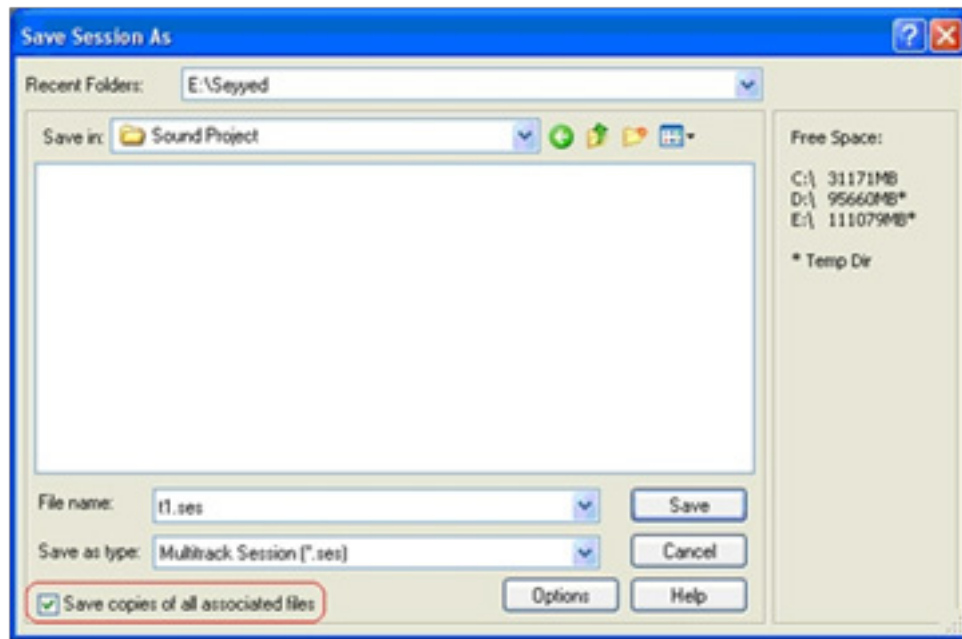 Save Session As
Recent Folders: E:\Seyyed
Save in: Sound Project
Free Space:
C:\ 31171MB
D:\ 95660MB*
E:\ 111079MB*
* Temp Dir
File name: t1.ses
Save
Save as type: Multitrack Session (*.ses)
Cancel
Save copies of all associated files
Options
Help